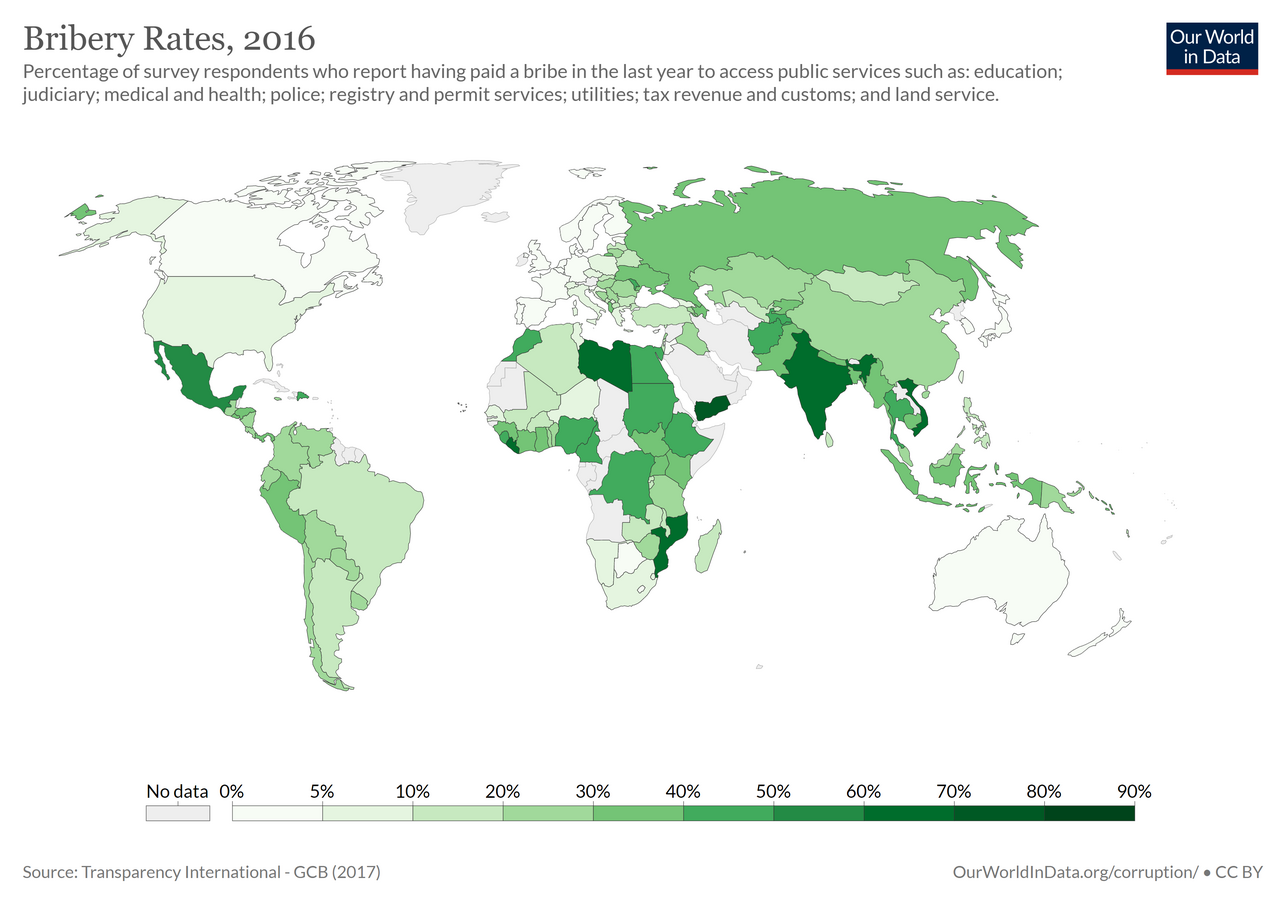 Bribery Rates, 2016
Our World
in Data
Percentage of survey respondents who report having paid a bribe in the last year to access public services such as: education;
judiciary; medical and health; police; registry and permit services; utilities; tax revenue and customs; and land service.
No data 0% 5% 10% 20% 30% 40% 50% 60% 70% 80% 90%
Source: Transparency International - GCB (2017)
OurWorldInData.org/corruption/ • CC BY